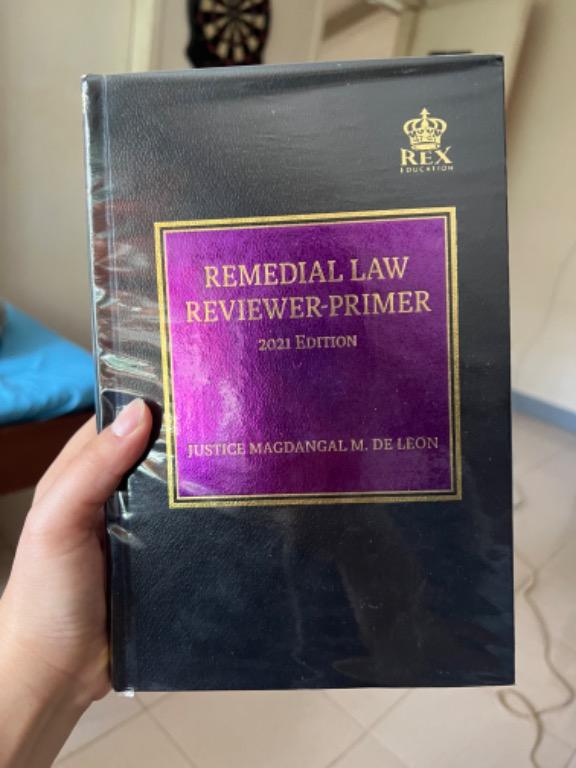 REX
EDUCATION
REMEDIAL LAW
REVIEWER-PRIMER
2021 EDITION
JUSTICE MAGDANGAL M. DE LEON